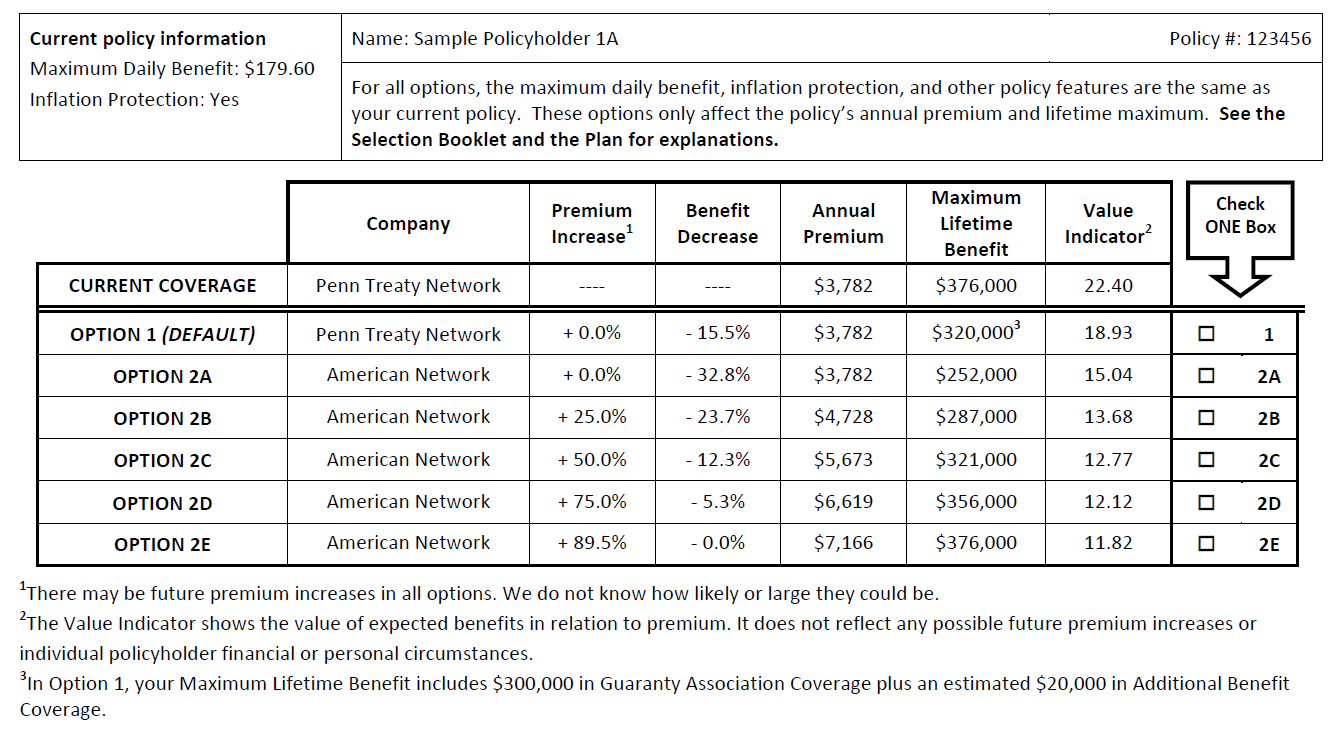 Current policy information
Maximum Daily Benefit: $179.60
Inflation Protection: Yes
Name: Sample Policyholder 1A Policy #: 123456
For all options, the maximum daily benefit, inflation protection, and other policy features are the same as
your current policy. These options only affect the policy's annual premium and lifetime maximum. See the
Selection Booklet and the Plan for explanations.
Company Premium Increase¹ Benefit Decrease Annual Premium Maximum Lifetime Benefit Value Indicator² Check ONE Box
CURRENT COVERAGE Penn Treaty Network ---- ---- $3,782 $376,000 22.40
OPTION 1 (DEFAULT) Penn Treaty Network + 0.0% - 15.5% $3,782 $320,000³ 18.93 ☐ 1
OPTION 2A American Network + 0.0% - 32.8% $3,782 $252,000 15.04 ☐ 2A
OPTION 2B American Network + 25.0% - 23.7% $4,728 $287,000 13.68 ☐ 2B
OPTION 2C American Network + 50.0% - 12.3% $5,673 $321,000 12.77 ☐ 2C
OPTION 2D American Network + 75.0% - 5.3% $6,619 $356,000 12.12 ☐ 2D
OPTION 2E American Network + 89.5% - 0.0% $7,166 $376,000 11.82 ☐ 2E
¹There may be future premium increases in all options. We do not know how likely or large they could be.
²The Value Indicator shows the value of expected benefits in relation to premium. It does not reflect any possible future premium increases or
individual policyholder financial or personal circumstances.
³In Option 1, your Maximum Lifetime Benefit includes $300,000 in Guaranty Association Coverage plus an estimated $20,000 in Additional Benefit
Coverage.